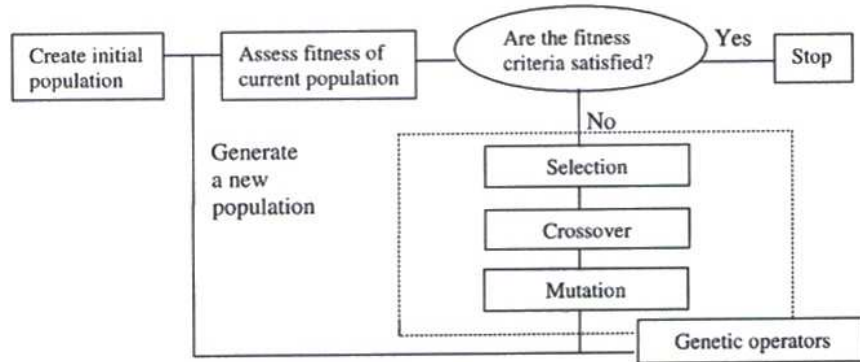 Create initial
population
Assess fitness of
current population
Are the fitness
criteria satisfied?
Yes
Stop
No
Generate
a new
population
Selection
Crossover
Mutation
Genetic operators